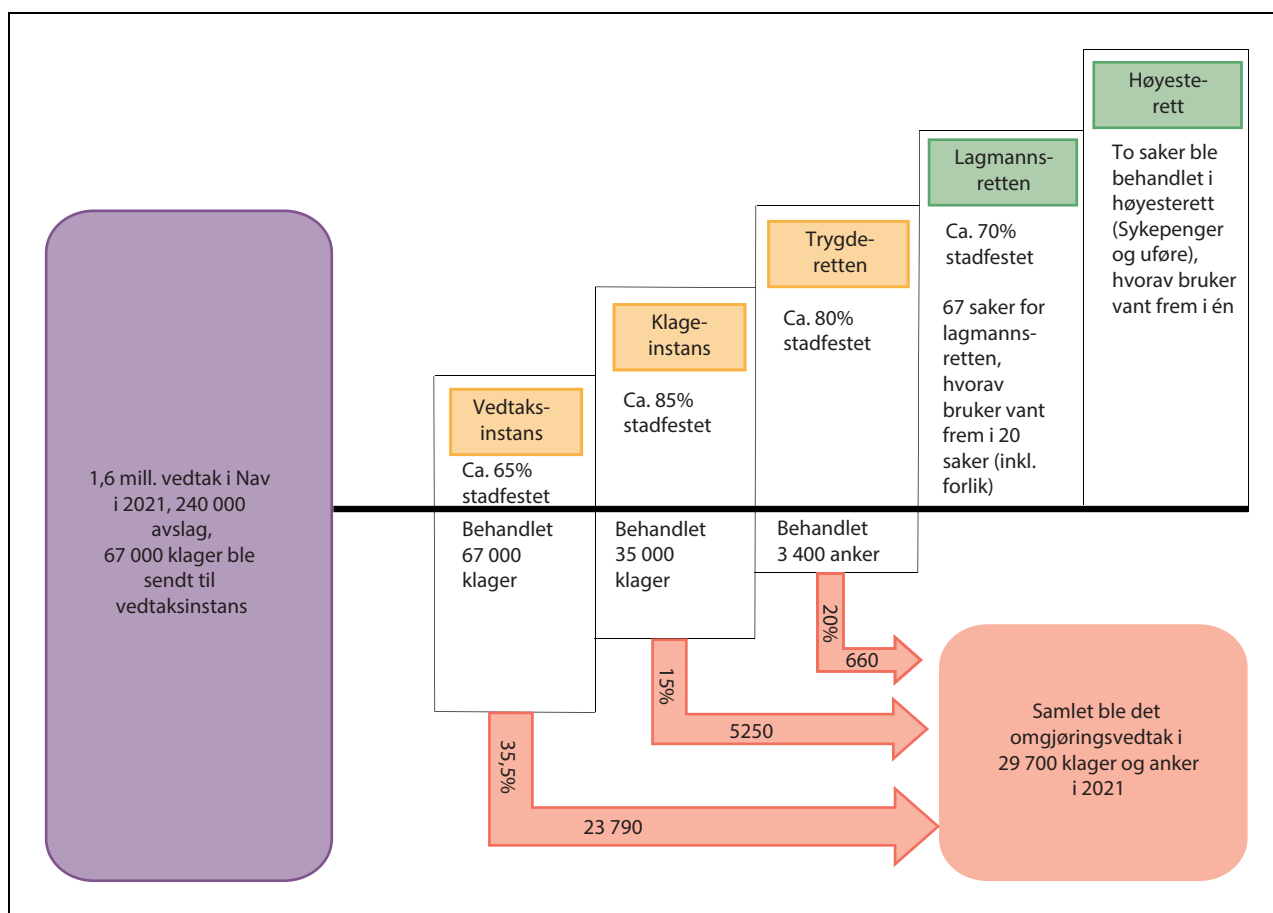 1,6 mill. vedtak i Nav
i 2021, 240 000
avslag,
67 000 klager ble
sendt til
vedtaksinstans
Vedtaks-
instans
Ca. 65%
stadfestet
Behandlet
67 000
klager
Klage-
instans
Ca. 85%
stadfestet
Behandlet
35 000
klager
Trygde-
retten
Ca. 80%
stadfestet
Behandlet
3 400 anker
Lagmanns-
retten
Ca. 70%
stadfestet
67 saker for
lagmanns-
retten,
hvorav
bruker vant
frem i 20
saker (inkl.
forlik)
Høyeste-
rett
To saker ble
behandlet i
høyesterett
(Sykepenger
og uføre),
hvorav bruker
vant frem i én
20%
660
15%
5250
35,5%
23 790
Samlet ble det
omgjøringsvedtak i
29 700 klager og anker
i 2021